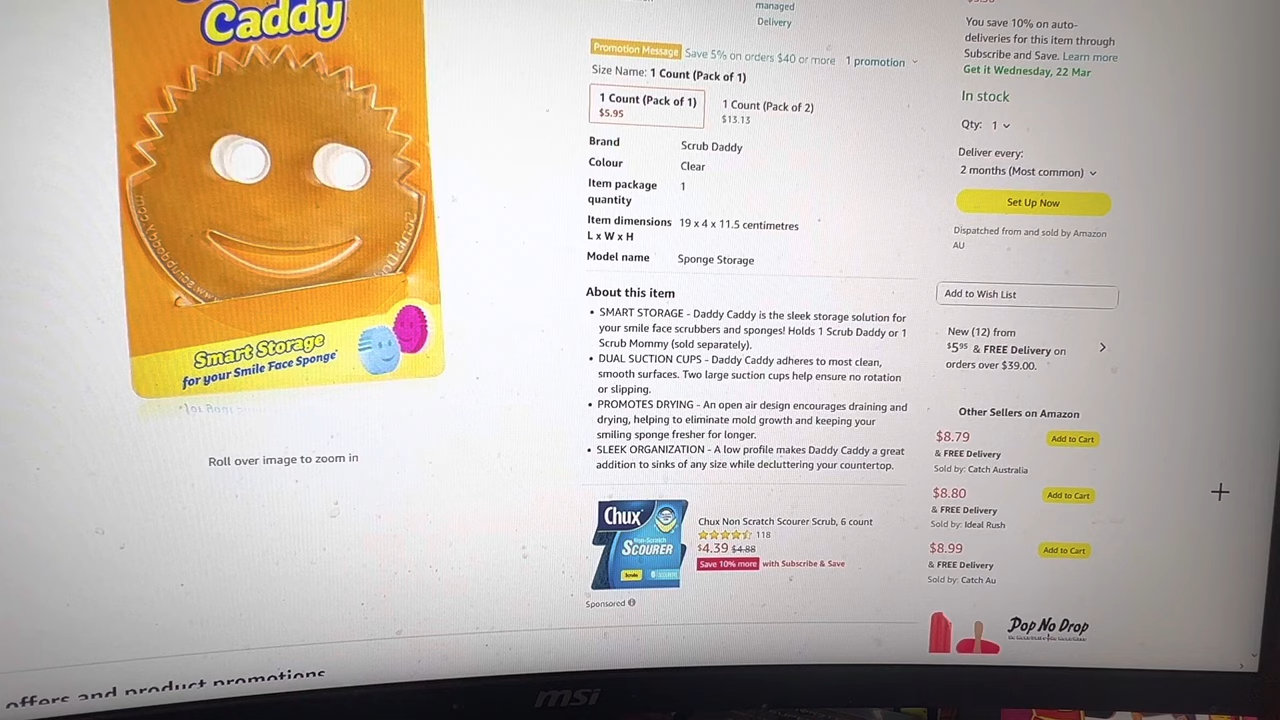 Caddy
www.scrubdaddy.com
Smart Storage
for your Smile Face Sponge
Roll over image to zoom in
managed
Delivery
Promotion Message Save 5% on orders $40 or more 1 promotion
Size Name: 1 Count (Pack of 1)
1 Count (Pack of 1)
$5.95
1 Count (Pack of 2)
$13.13
Brand Scrub Daddy
Colour Clear
Item package 1
quantity
Item dimensions 19 x 4 x 11.5 centimetres
L x W x H
Model name Sponge Storage
About this item
• SMART STORAGE - Daddy Caddy is the sleek storage solution for
your smile face scrubbers and sponges! Holds 1 Scrub Daddy or 1
Scrub Mommy (sold separately).
• DUAL SUCTION CUPS - Daddy Caddy adheres to most clean,
smooth surfaces. Two large suction cups help ensure no rotation
or slipping.
• PROMOTES DRYING - An open air design encourages draining and
drying, helping to eliminate mold growth and keeping your
smiling sponge fresher for longer.
• SLEEK ORGANIZATION - A low profile makes Daddy Caddy a great
addition to sinks of any size while decluttering your countertop.
Chux
Non-Scratch
SCOURER
Chux Non Scratch Scourer Scrub, 6 count
118
$4.39 $4.88
Save 10% more with Subscribe & Save
Sponsored
You save 10% on auto-
deliveries for this item through
Subscribe and Save. Learn more
Get it Wednesday, 22 Mar
In stock
Qty: 1
Deliver every:
2 months (Most common)
Set Up Now
Dispatched from and sold by Amazon
AU
Add to Wish List
New (12) from
$5.95 & FREE Delivery on
orders over $39.00.
Other Sellers on Amazon
$8.79 Add to Cart
& FREE Delivery
Sold by: Catch Australia
$8.80 Add to Cart
& FREE Delivery
Sold by: Ideal Rush
$8.99 Add to Cart
& FREE Delivery
Sold by: Catch Au
Pop No Drop
offers and product promotions
msi